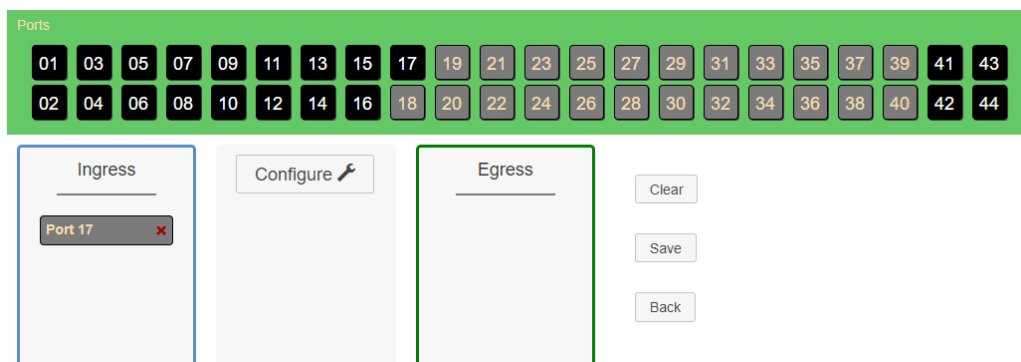 Ports
01 03 05 07 09 11 13 15 17 19 21 23 25 27 29 31 33 35 37 39 41 43
02 04 06 08 10 12 14 16 18 20 22 24 26 28 30 32 34 36 38 40 42 44
Ingress
Port 17
Configure
Egress
Clear
Save
Back